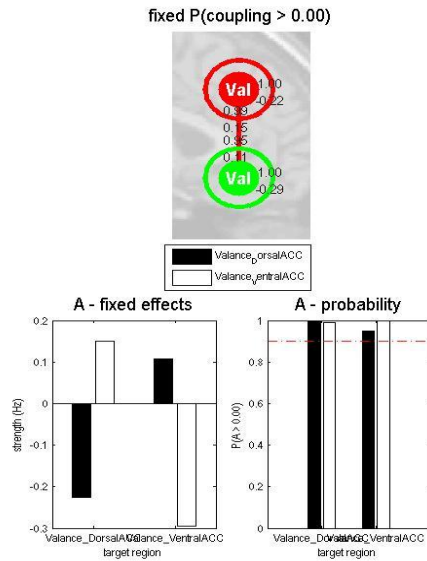 fixed P(coupling > 0.00)
Val
1.00
-0.22
0.99
0.15
0.95
0.11
Val
1.00
-0.29
Valance_DorsalACC
Valance_VentralACC
A - fixed effects
A - probability
strength (Hz)
0.2
0.1
0
-0.1
-0.2
-0.3
Valance_DorsalACC
Valance_VentralACC
target region
P(A > 0.00)
1
0.8
0.6
0.4
0.2
0
Valance_DorsalACC
Valance_VentralACC
target region